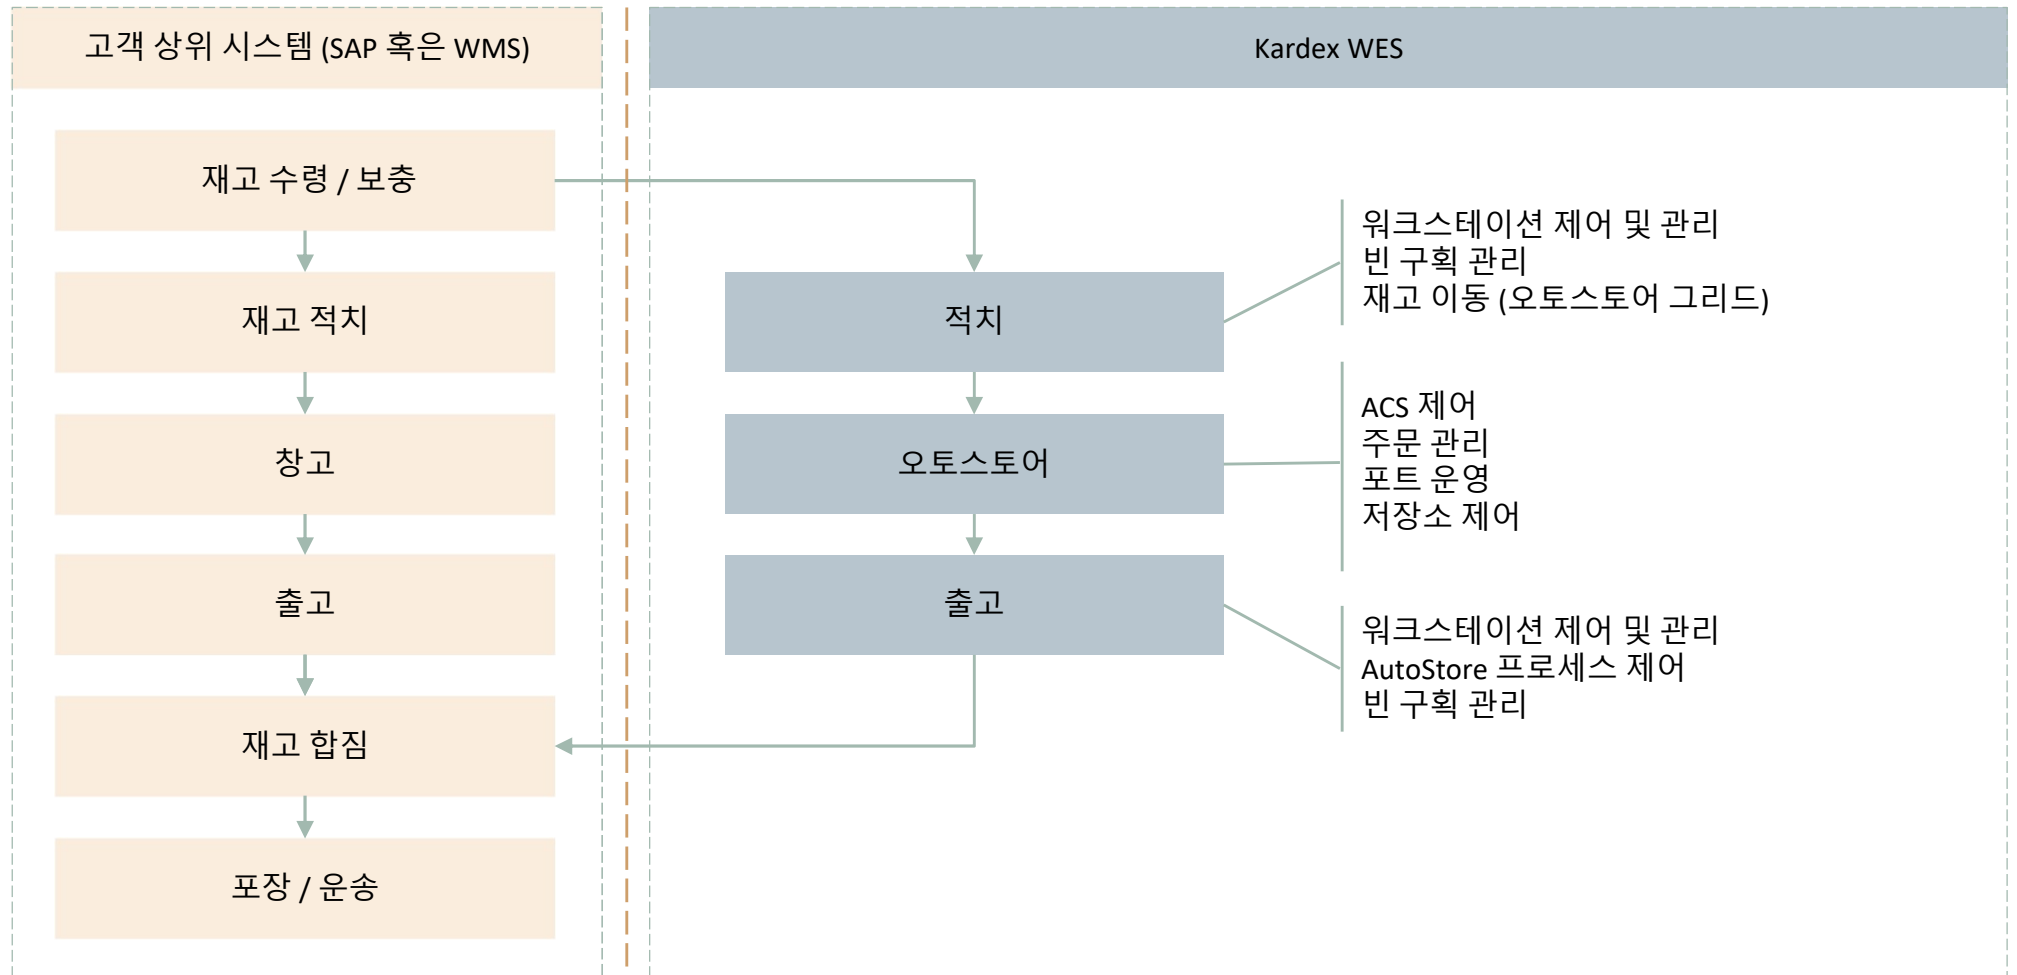 고객 상위 시스템 (SAP 혹은 WMS)
재고 수령 / 보충
재고 적치
창고
출고
재고 합짐
포장 / 운송
Kardex WES
적치
오토스토어
출고
워크스테이션 제어 및 관리
빈 구획 관리
재고 이동 (오토스토어 그리드)
ACS 제어
주문 관리
포트 운영
저장소 제어
워크스테이션 제어 및 관리
AutoStore 프로세스 제어
빈 구획 관리